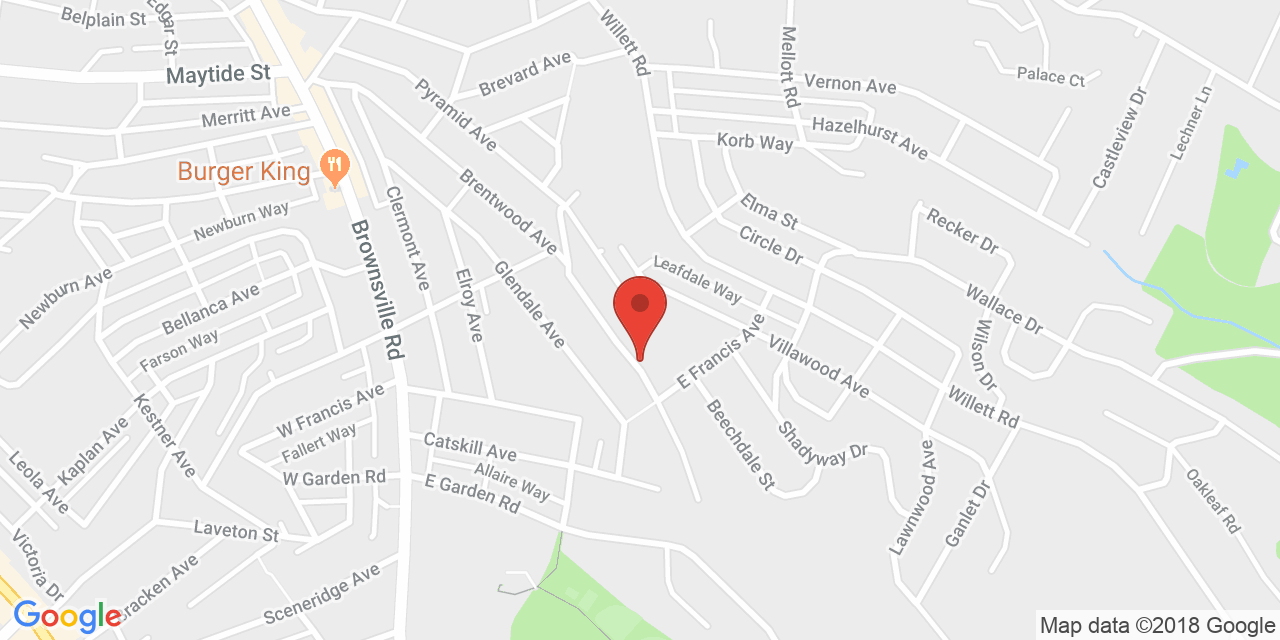 Belplain St
Edgar St
Maytide St
Merritt Ave
Burger King
Newburn Way
Newburn Ave
Bellanca Ave
Farson Way
Kestner Ave
Kaplan Ave
Leola Ave
Victoria Dr
Bracken Ave
Laveton St
Sceneridge Ave
W Francis Ave
Fallert Way
W Garden Rd
Brownsville Rd
Clermont Ave
Elroy Ave
Glendale Ave
Brentwood Ave
Pyramid Ave
Brevard Ave
Willett Rd
Mellott Rd
Vernon Ave
Palace Ct
Hazelhurst Ave
Korb Way
Castleview Dr
Lechner Ln
Elma St
Circle Dr
Recker Dr
Leafdale Way
Wallace Dr
Wilson Dr
Villawood Ave
E Francis Ave
Willett Rd
Beechdale St
Shadyway Dr
Lawnwood Ave
Ganlet Dr
Oakleaf Rd
Catskill Ave
Allaire Way
E Garden Rd
Google
Map data ©2018 Google